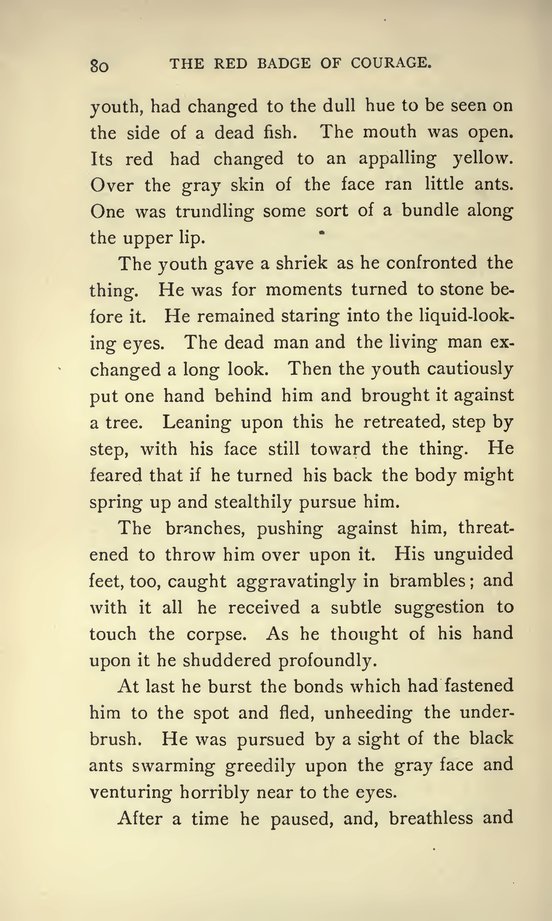 80 THE RED BADGE OF COURAGE.
youth, had changed to the dull hue to be seen on
the side of a dead fish. The mouth was open.
Its red had changed to an appalling yellow.
Over the gray skin of the face ran little ants.
One was trundling some sort of a bundle along
the upper lip.
The youth gave a shriek as he confronted the
thing. He was for moments turned to stone be-
fore it. He remained staring into the liquid-look-
ing eyes. The dead man and the living man ex-
changed a long look. Then the youth cautiously
put one hand behind him and brought it against
a tree. Leaning upon this he retreated, step by
step, with his face still toward the thing. He
feared that if he turned his back the body might
spring up and stealthily pursue him.
The branches, pushing against him, threat-
ened to throw him over upon it. His unguided
feet, too, caught aggravatingly in brambles; and
with it all he received a subtle suggestion to
touch the corpse. As he thought of his hand
upon it he shuddered profoundly.
At last he burst the bonds which had fastened
him to the spot and fled, unheeding the under-
brush. He was pursued by a sight of the black
ants swarming greedily upon the gray face and
venturing horribly near to the eyes.
After a time he paused, and, breathless and